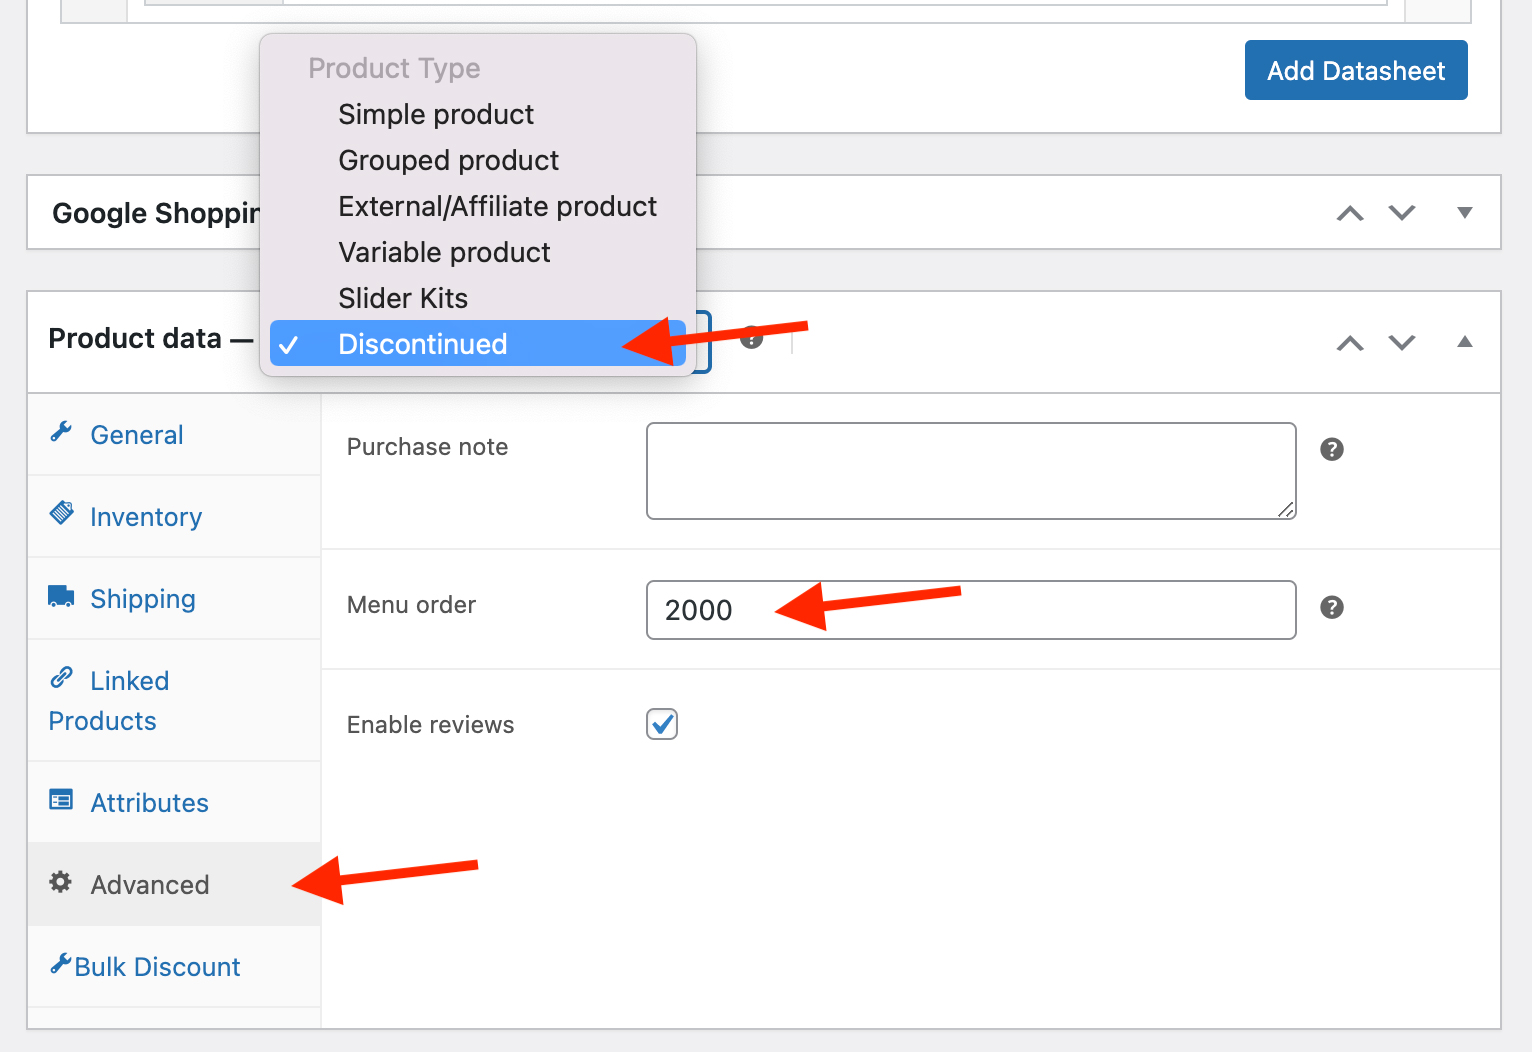 Product Type
Simple product
Grouped product
External/Affiliate product
Variable product
Slider Kits
✓ Discontinued
Add Datasheet
Google Shoppin
Product data —
General
Inventory
Shipping
Linked
Products
Attributes
Advanced
Bulk Discount
Purchase note
Menu order
2000
Enable reviews